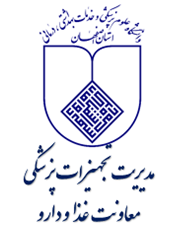 دانشگاه علوم پزشکی و خدمات بهداشتی، درمانی
استان اصفهان
مدیریت تجهیزات پزشکی
معاونت غذا و دارو